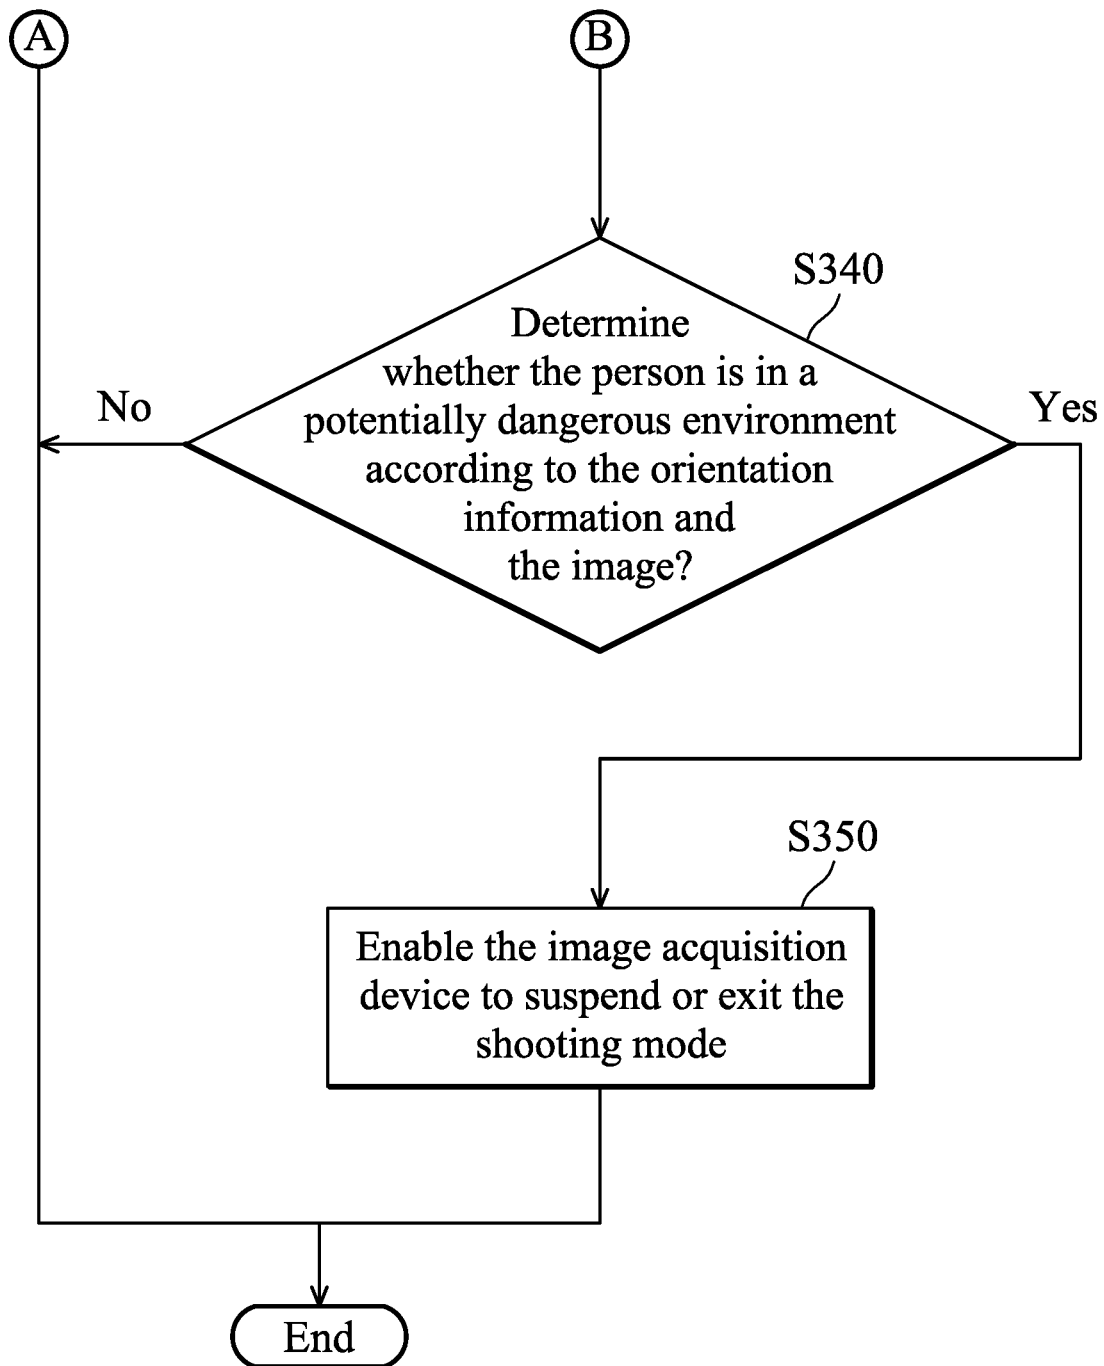 A
B
S340
Determine
whether the person is in a
potentially dangerous environment
according to the orientation
information and
the image?
No
Yes
S350
Enable the image acquisition
device to suspend or exit the
shooting mode
End